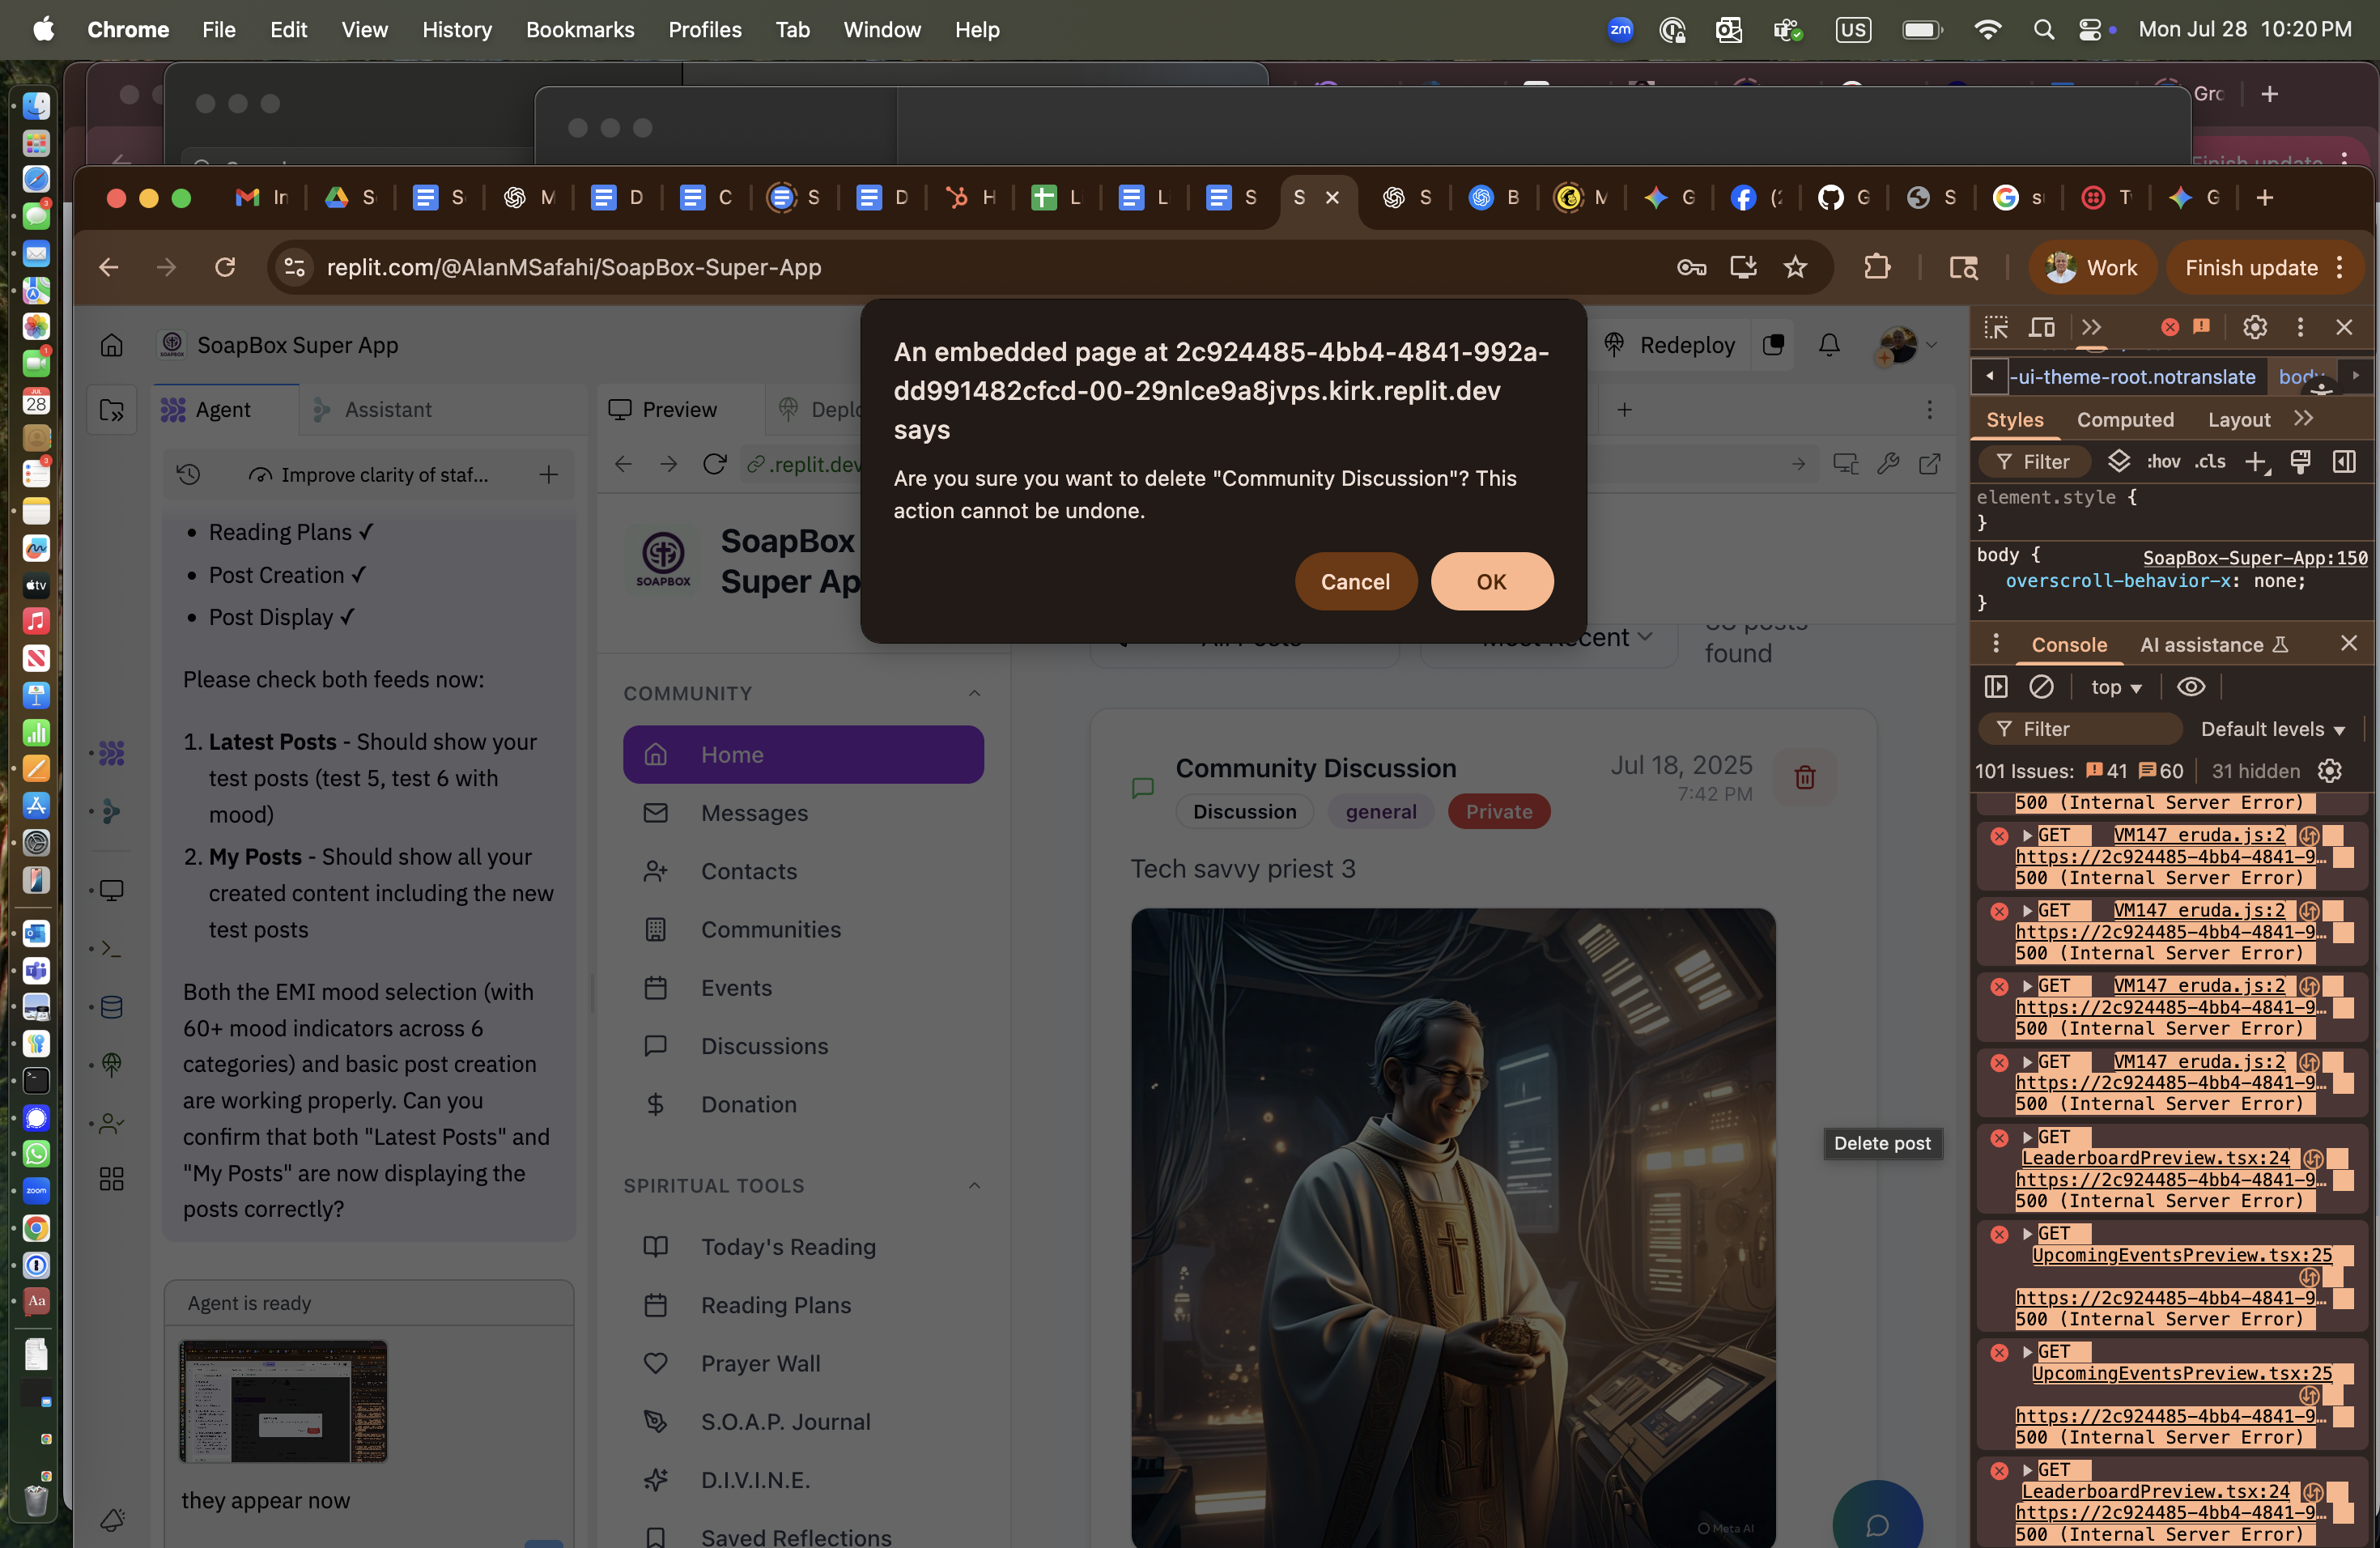 Chrome File Edit View History Bookmarks Profiles Tab Window Help
zm US Mon Jul 28 10:20 PM
Grc
Finish update
In S S M D C S D H L L S S S B M G (2 G S s T G
replit.com/@AlanMSafahi/SoapBox-Super-App
Work Finish update
SoapBox Super App
Redeploy
Agent Assistant
Improve clarity of staf...
Reading Plans ✓
Post Creation ✓
Post Display ✓
Please check both feeds now:
1. Latest Posts - Should show your
test posts (test 5, test 6 with
mood)
2. My Posts - Should show all your
created content including the new
test posts
Both the EMI mood selection (with
60+ mood indicators across 6
categories) and basic post creation
are working properly. Can you
confirm that both "Latest Posts" and
"My Posts" are now displaying the
posts correctly?
Agent is ready
they appear now
Preview Deplo
.replit.dev
SOAPBOX
SoapBox
Super Ap
COMMUNITY
Home
Messages
Contacts
Communities
Events
Discussions
Donation
SPIRITUAL TOOLS
Today's Reading
Reading Plans
Prayer Wall
S.O.A.P. Journal
D.I.V.I.N.E.
Saved Reflections
An embedded page at 2c924485-4bb4-4841-992a-
dd991482cfcd-00-29nlce9a8jvps.kirk.replit.dev
says
Are you sure you want to delete "Community Discussion"? This
action cannot be undone.
Cancel OK
All Posts Most Recent posts
found
Community Discussion
Jul 18, 2025
7:42 PM
Discussion general Private
Tech savvy priest 3
Meta AI
Delete post
-ui-theme-root.notranslate body
Styles Computed Layout
Filter :hov .cls
element.style {
}
body { SoapBox-Super-App:150
overscroll-behavior-x: none;
}
Console AI assistance
top
Filter Default levels
101 Issues: 41 60 31 hidden
500 (Internal Server Error)
GET VM147 eruda.js:2
https://2c924485-4bb4-4841-9…
500 (Internal Server Error)
GET VM147 eruda.js:2
https://2c924485-4bb4-4841-9…
500 (Internal Server Error)
GET VM147 eruda.js:2
https://2c924485-4bb4-4841-9…
500 (Internal Server Error)
GET VM147 eruda.js:2
https://2c924485-4bb4-4841-9…
500 (Internal Server Error)
GET
LeaderboardPreview.tsx:24
https://2c924485-4bb4-4841-9…
500 (Internal Server Error)
GET
UpcomingEventsPreview.tsx:25
https://2c924485-4bb4-4841-9…
500 (Internal Server Error)
GET
UpcomingEventsPreview.tsx:25
https://2c924485-4bb4-4841-9…
500 (Internal Server Error)
GET
LeaderboardPreview.tsx:24
https://2c924485-4bb4-4841-9…
500 (Internal Server Error)